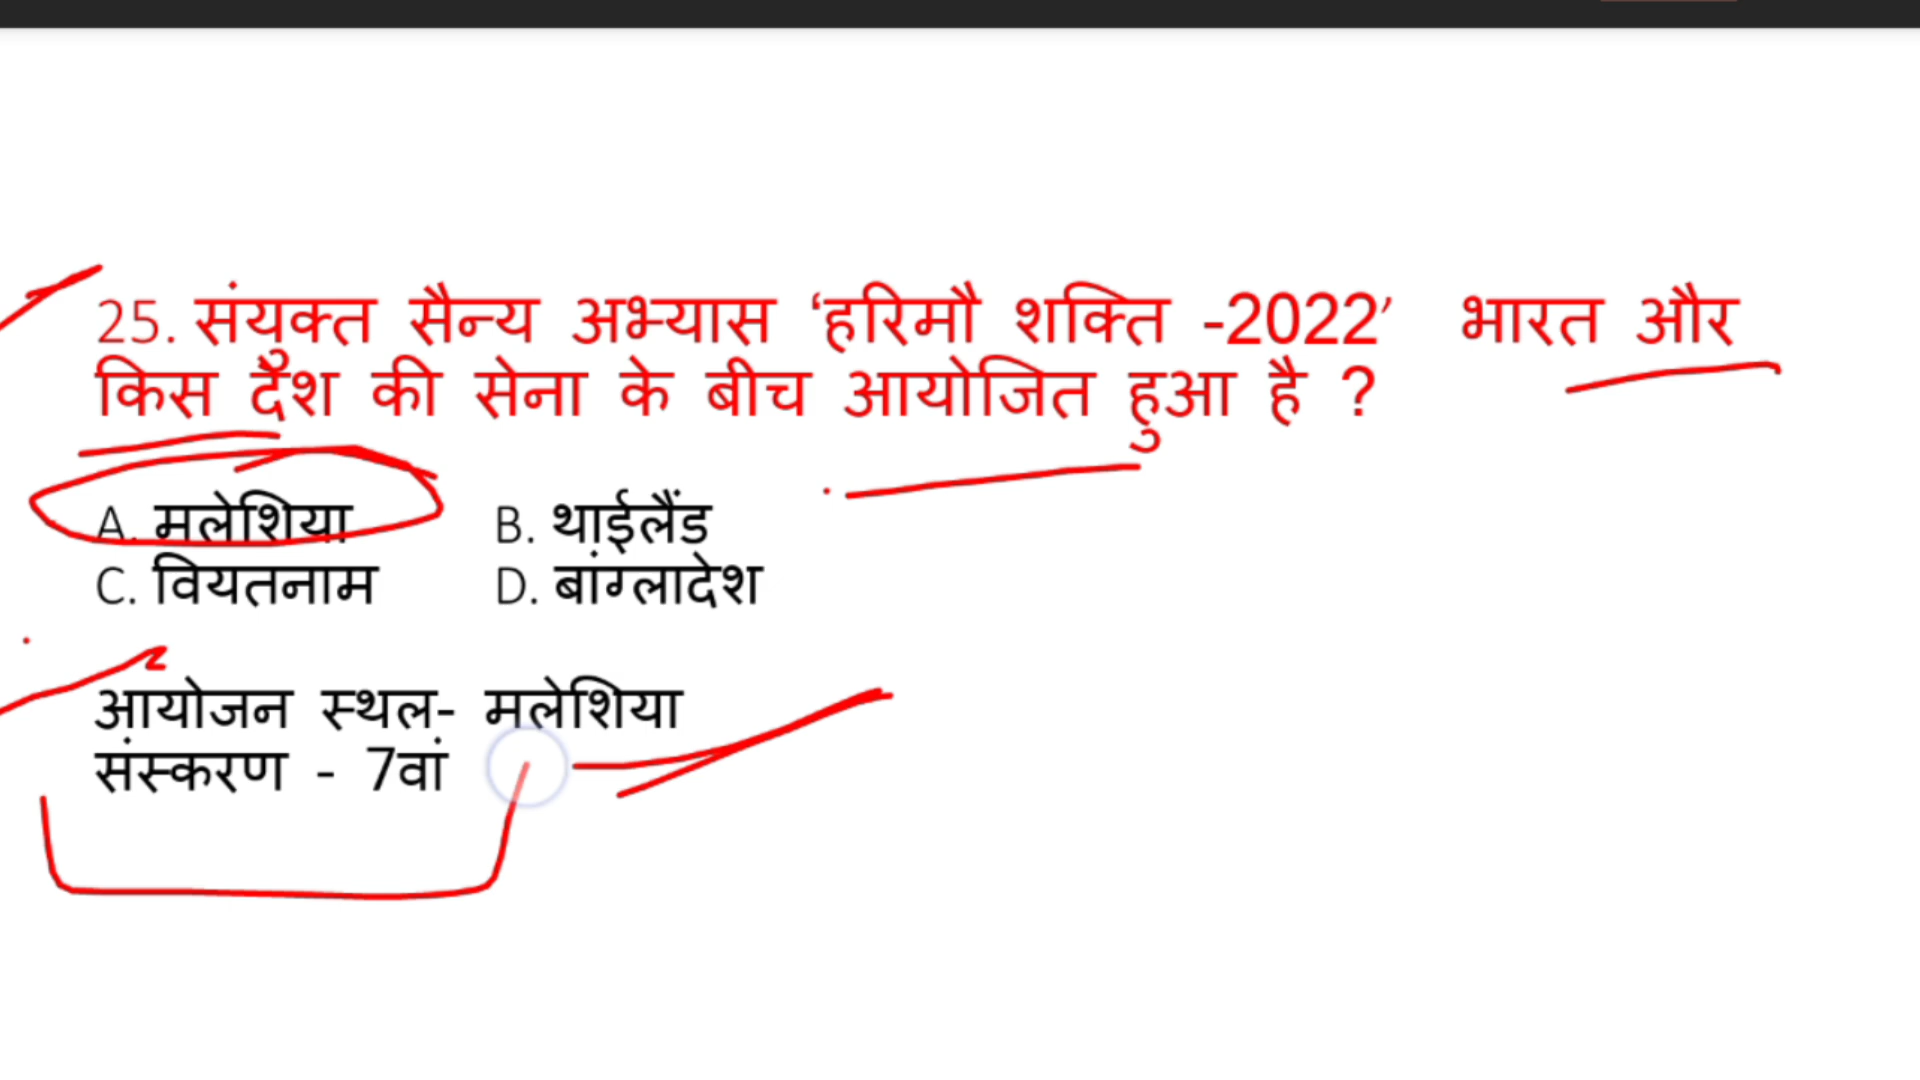 25. संयुक्त सैन्य अभ्यास ‘हरिमौ शक्ति -2022’ भारत और
किस देश की सेना के बीच आयोजित हुआ है ?
A. मलेशिया B. थाईलैंड
C. वियतनाम D. बांग्लादेश
आयोजन स्थल- मलेशिया
संस्करण - 7वां